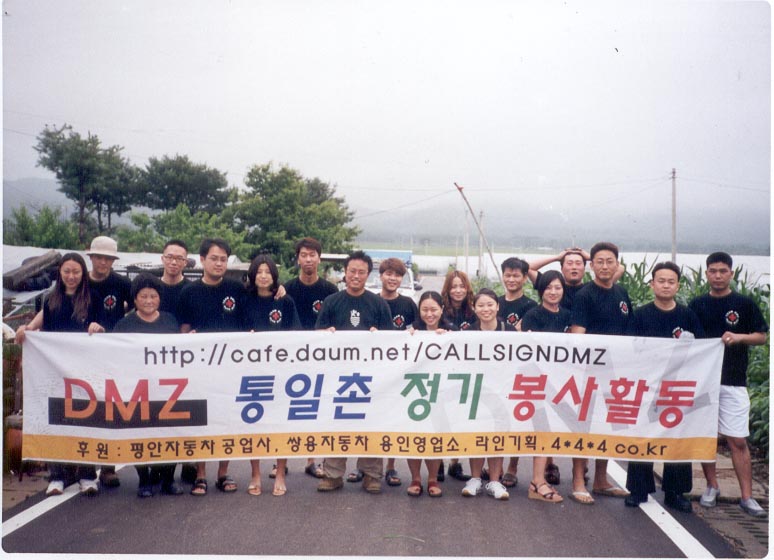 http://cafe.daum.net/CALLSIGNDMZ
DMZ 통일촌 정기 봉사활동
후원 : 평안자동차 공업사, 쌍용자동차 용인영업소, 라인기획, 4*4*4 co.kr
DMZ